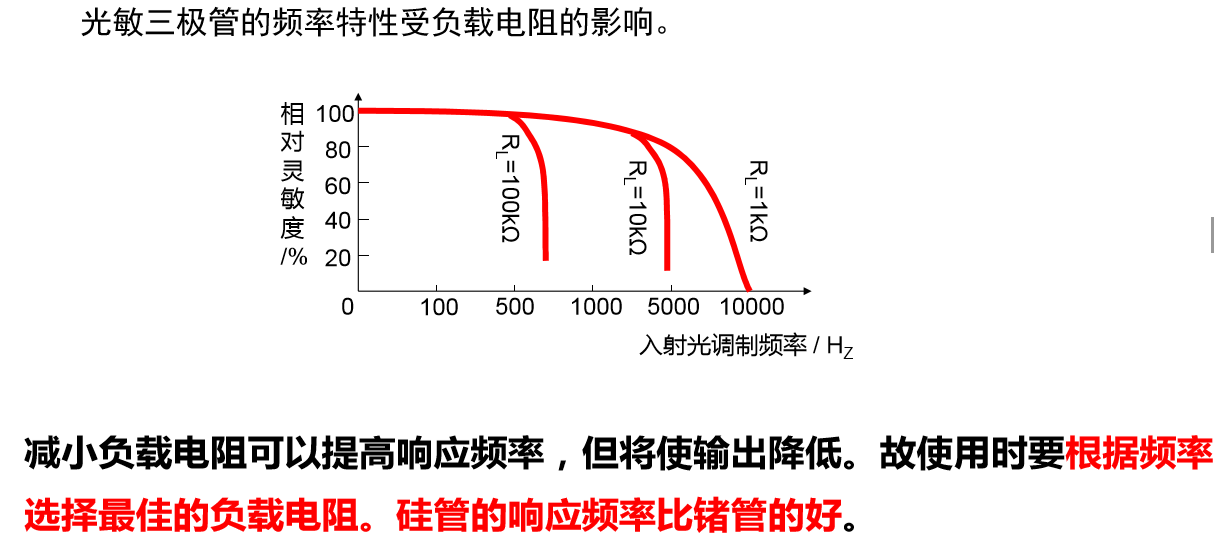 光敏三极管的频率特性受负载电阻的影响。
相对灵敏度/%
100
80
60
40
20
0
RL=100kΩ
RL=10kΩ
RL=1kΩ
100 500 1000 5000 10000
入射光调制频率 / HZ
减小负载电阻可以提高响应频率，但将使输出降低。故使用时要根据频率
选择最佳的负载电阻。硅管的响应频率比锗管的好。